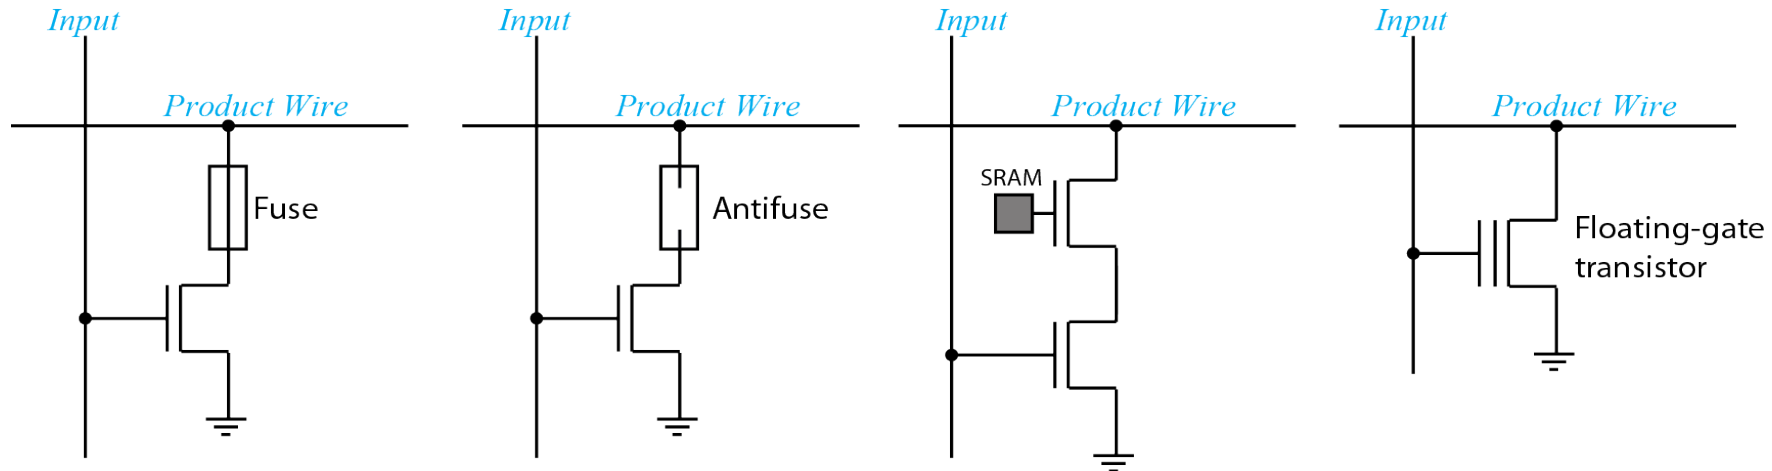 Input
Product Wire
Fuse
Input
Product Wire
Antifuse
Input
Product Wire
SRAM
Input
Product Wire
Floating-gate
transistor